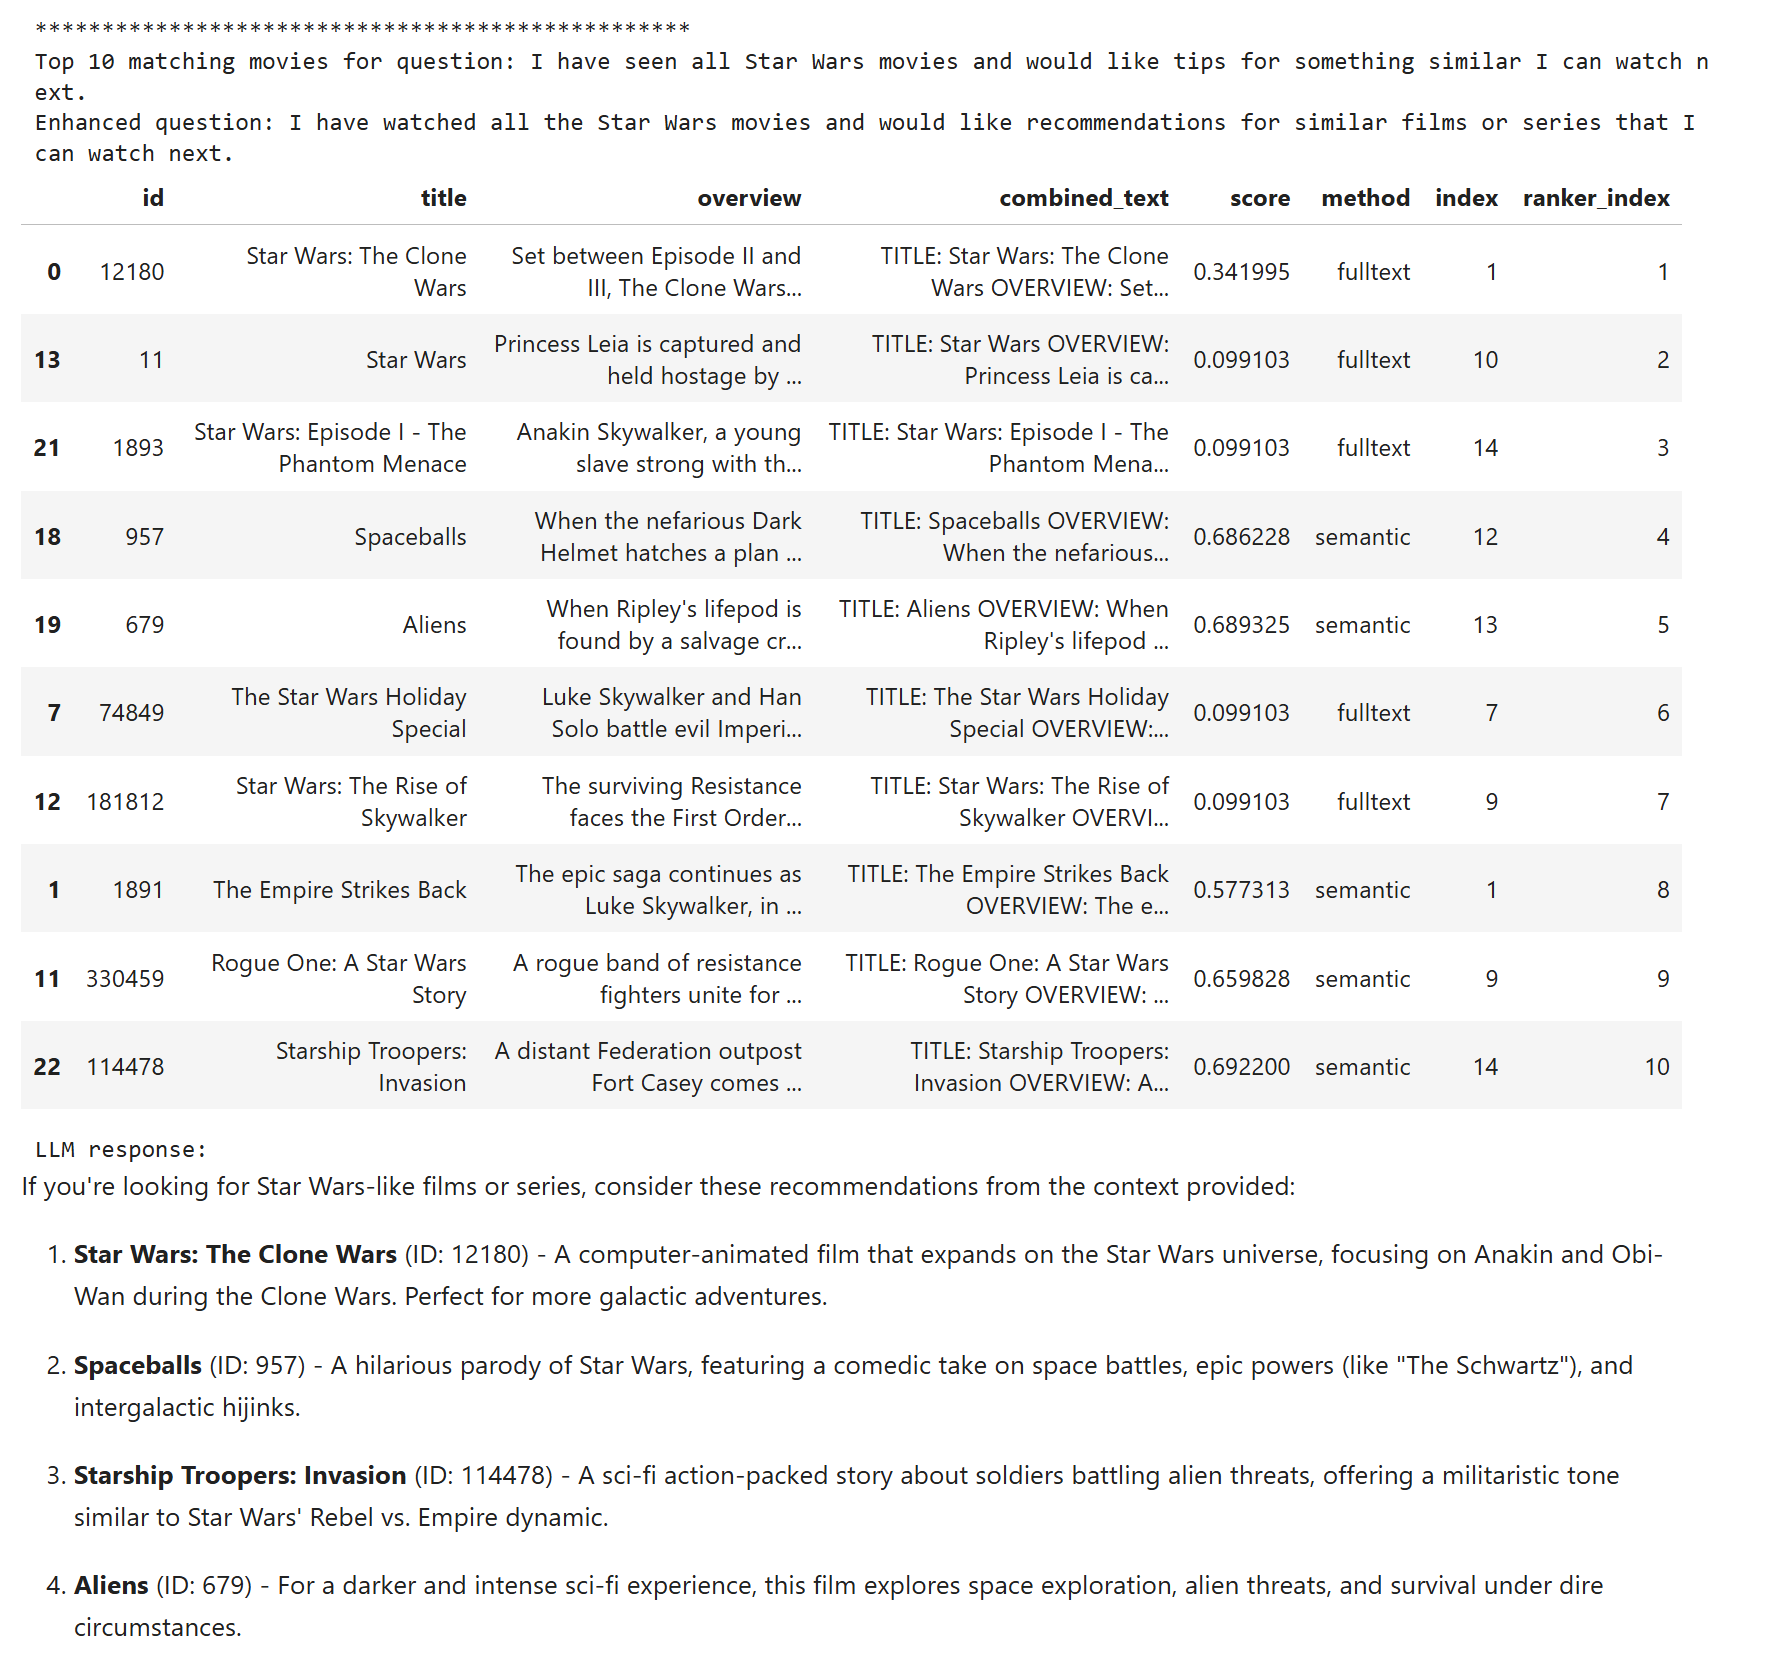 *************************************************
Top 10 matching movies for question: I have seen all Star Wars movies and would like tips for something similar I can watch n
ext.
Enhanced question: I have watched all the Star Wars movies and would like recommendations for similar films or series that I
can watch next.
id title overview combined_text score method index ranker_index
0 12180 Star Wars: The Clone Wars Set between Episode II and III, The Clone Wars... TITLE: Star Wars: The Clone Wars OVERVIEW: Set... 0.341995 fulltext 1 1
13 11 Star Wars Princess Leia is captured and held hostage by ... TITLE: Star Wars OVERVIEW: Princess Leia is ca... 0.099103 fulltext 10 2
21 1893 Star Wars: Episode I - The Phantom Menace Anakin Skywalker, a young slave strong with th... TITLE: Star Wars: Episode I - The Phantom Mena... 0.099103 fulltext 14 3
18 957 Spaceballs When the nefarious Dark Helmet hatches a plan ... TITLE: Spaceballs OVERVIEW: When the nefarious... 0.686228 semantic 12 4
19 679 Aliens When Ripley's lifepod is found by a salvage cr... TITLE: Aliens OVERVIEW: When Ripley's lifepod ... 0.689325 semantic 13 5
7 74849 The Star Wars Holiday Special Luke Skywalker and Han Solo battle evil Imperi... TITLE: The Star Wars Holiday Special OVERVIEW:... 0.099103 fulltext 7 6
12 181812 Star Wars: The Rise of Skywalker The surviving Resistance faces the First Order... TITLE: Star Wars: The Rise of Skywalker OVERVI... 0.099103 fulltext 9 7
1 1891 The Empire Strikes Back The epic saga continues as Luke Skywalker, in ... TITLE: The Empire Strikes Back OVERVIEW: The e... 0.577313 semantic 1 8
11 330459 Rogue One: A Star Wars Story A rogue band of resistance fighters unite for ... TITLE: Rogue One: A Star Wars Story OVERVIEW: ... 0.659828 semantic 9 9
22 114478 Starship Troopers: Invasion A distant Federation outpost Fort Casey comes ... TITLE: Starship Troopers: Invasion OVERVIEW: A... 0.692200 semantic 14 10
LLM response:
If you're looking for Star Wars-like films or series, consider these recommendations from the context provided:
1. Star Wars: The Clone Wars (ID: 12180) - A computer-animated film that expands on the Star Wars universe, focusing on Anakin and Obi-
Wan during the Clone Wars. Perfect for more galactic adventures.
2. Spaceballs (ID: 957) - A hilarious parody of Star Wars, featuring a comedic take on space battles, epic powers (like "The Schwartz"), and
intergalactic hijinks.
3. Starship Troopers: Invasion (ID: 114478) - A sci-fi action-packed story about soldiers battling alien threats, offering a militaristic tone
similar to Star Wars' Rebel vs. Empire dynamic.
4. Aliens (ID: 679) - For a darker and intense sci-fi experience, this film explores space exploration, alien threats, and survival under dire
circumstances.